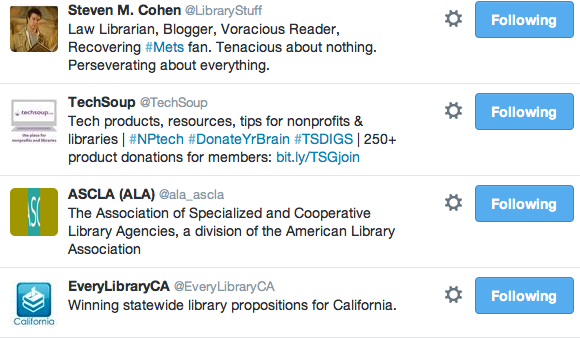 Steven M. Cohen @LibraryStuff
Following
Law Librarian, Blogger, Voracious Reader,
Recovering #Mets fan. Tenacious about nothing.
Perseverating about everything.
techsoup
the place for
nonprofits and libraries
TechSoup @TechSoup
Following
Tech products, resources, tips for nonprofits &
libraries | #NPtech #DonateYrBrain #TSDIGS | 250+
product donations for members: bit.ly/TSGjoin
ASC
ASCLA (ALA) @ala_ascla
Following
The Association of Specialized and Cooperative
Library Agencies, a division of the American Library
Association
California
EveryLibraryCA @EveryLibraryCA
Following
Winning statewide library propositions for California.